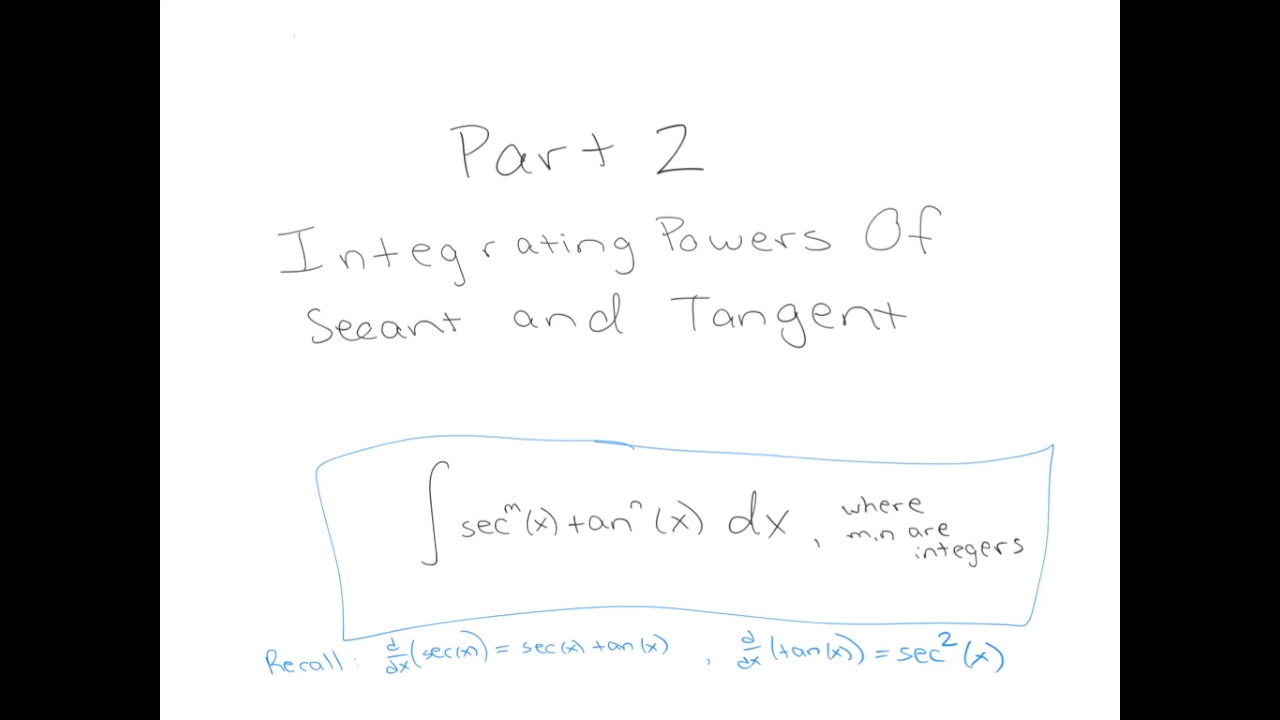 Part 2
Integrating Powers Of
Secant and Tangent
∫ sec^m(x) tan^n(x) dx, where
m,n are
integers
Recall: d/dx (sec(x)) = sec(x) tan(x) , d/dx (tan(x)) = sec^2(x)